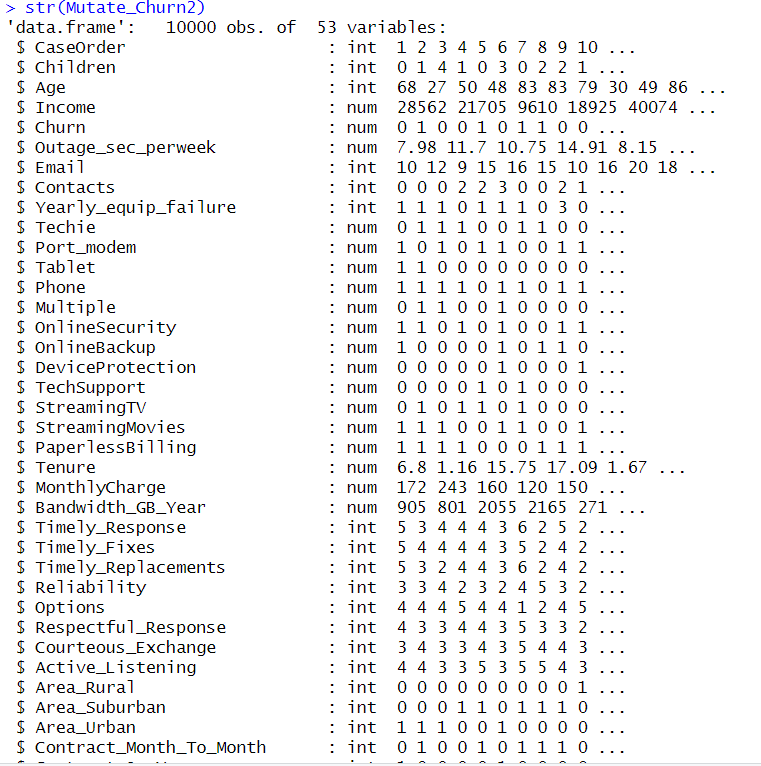 > str(Mutate_Churn2)
'data.frame':   10000 obs. of  53 variables:
 $ CaseOrder                  : int  1 2 3 4 5 6 7 8 9 10 ...
 $ Children                   : int  0 1 4 1 0 3 0 2 2 1 ...
 $ Age                        : int  68 27 50 48 83 83 79 30 49 86 ...
 $ Income                     : num  28562 21705 9610 18925 40074 ...
 $ Churn                      : num  0 1 0 0 1 0 1 1 0 0 ...
 $ Outage_sec_perweek         : num  7.98 11.7 10.75 14.91 8.15 ...
 $ Email                      : int  10 12 9 15 16 15 10 16 20 18 ...
 $ Contacts                   : int  0 0 0 2 2 3 0 0 2 1 ...
 $ Yearly_equip_failure       : int  1 1 1 0 1 1 1 0 3 0 ...
 $ Techie                     : num  0 1 1 1 0 0 1 1 0 0 ...
 $ Port_modem                 : num  1 0 1 0 1 1 0 0 1 1 ...
 $ Tablet                     : num  1 1 0 0 0 0 0 0 0 0 ...
 $ Phone                      : num  1 1 1 1 0 1 1 0 1 1 ...
 $ Multiple                   : num  0 1 1 0 0 1 0 0 0 0 ...
 $ OnlineSecurity             : num  1 1 0 1 0 1 0 0 1 1 ...
 $ OnlineBackup               : num  1 0 0 0 0 1 0 1 1 0 ...
 $ DeviceProtection           : num  0 0 0 0 0 1 0 0 0 1 ...
 $ TechSupport                : num  0 0 0 0 1 0 1 0 0 0 ...
 $ StreamingTV                : num  0 1 0 1 1 0 1 0 0 0 ...
 $ StreamingMovies            : num  1 1 1 0 0 1 1 0 0 1 ...
 $ PaperlessBilling           : num  1 1 1 1 0 0 0 1 1 1 ...
 $ Tenure                     : num  6.8 1.16 15.75 17.09 1.67 ...
 $ MonthlyCharge              : num  172 243 160 120 150 ...
 $ Bandwidth_GB_Year          : num  905 801 2055 2165 271 ...
 $ Timely_Response            : int  5 3 4 4 4 3 6 2 5 2 ...
 $ Timely_Fixes               : int  5 4 4 4 4 3 5 2 4 2 ...
 $ Timely_Replacements        : int  5 3 2 4 4 3 6 2 4 2 ...
 $ Reliability                : int  3 3 4 2 3 2 4 5 3 2 ...
 $ Options                    : int  4 4 4 5 4 4 1 2 4 5 ...
 $ Respectful_Response        : int  4 3 3 4 4 3 5 3 3 2 ...
 $ Courteous_Exchange         : int  3 4 3 3 4 3 5 4 4 3 ...
 $ Active_Listening           : int  4 4 3 3 5 3 5 5 4 3 ...
 $ Area_Rural                 : int  0 0 0 0 0 0 0 0 0 1 ...
 $ Area_Suburban              : int  0 0 0 1 1 0 1 1 1 0 ...
 $ Area_Urban                 : int  1 1 1 0 0 1 0 0 0 0 ...
 $ Contract_Month_To_Month    : int  0 1 0 0 1 0 1 1 1 0 ...